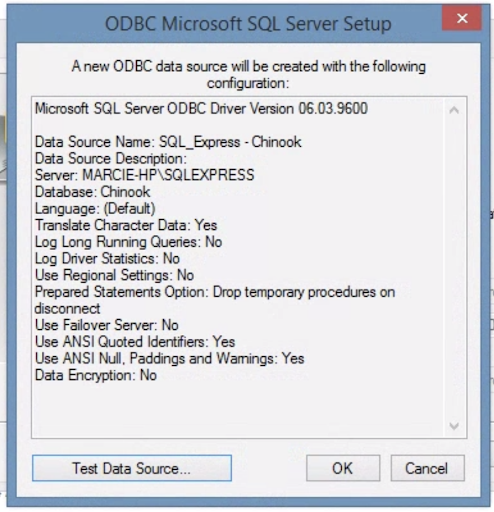 ODBC Microsoft SQL Server Setup
A new ODBC data source will be created with the following
configuration:
Microsoft SQL Server ODBC Driver Version 06.03.9600
Data Source Name: SQL_Express - Chinook
Data Source Description:
Server: MARCIE-HP\SQLEXPRESS
Database: Chinook
Language: (Default)
Translate Character Data: Yes
Log Long Running Queries: No
Log Driver Statistics: No
Use Regional Settings: No
Prepared Statements Option: Drop temporary procedures on
disconnect
Use Failover Server: No
Use ANSI Quoted Identifiers: Yes
Use ANSI Null, Paddings and Warnings: Yes
Data Encryption: No
Test Data Source...
OK
Cancel